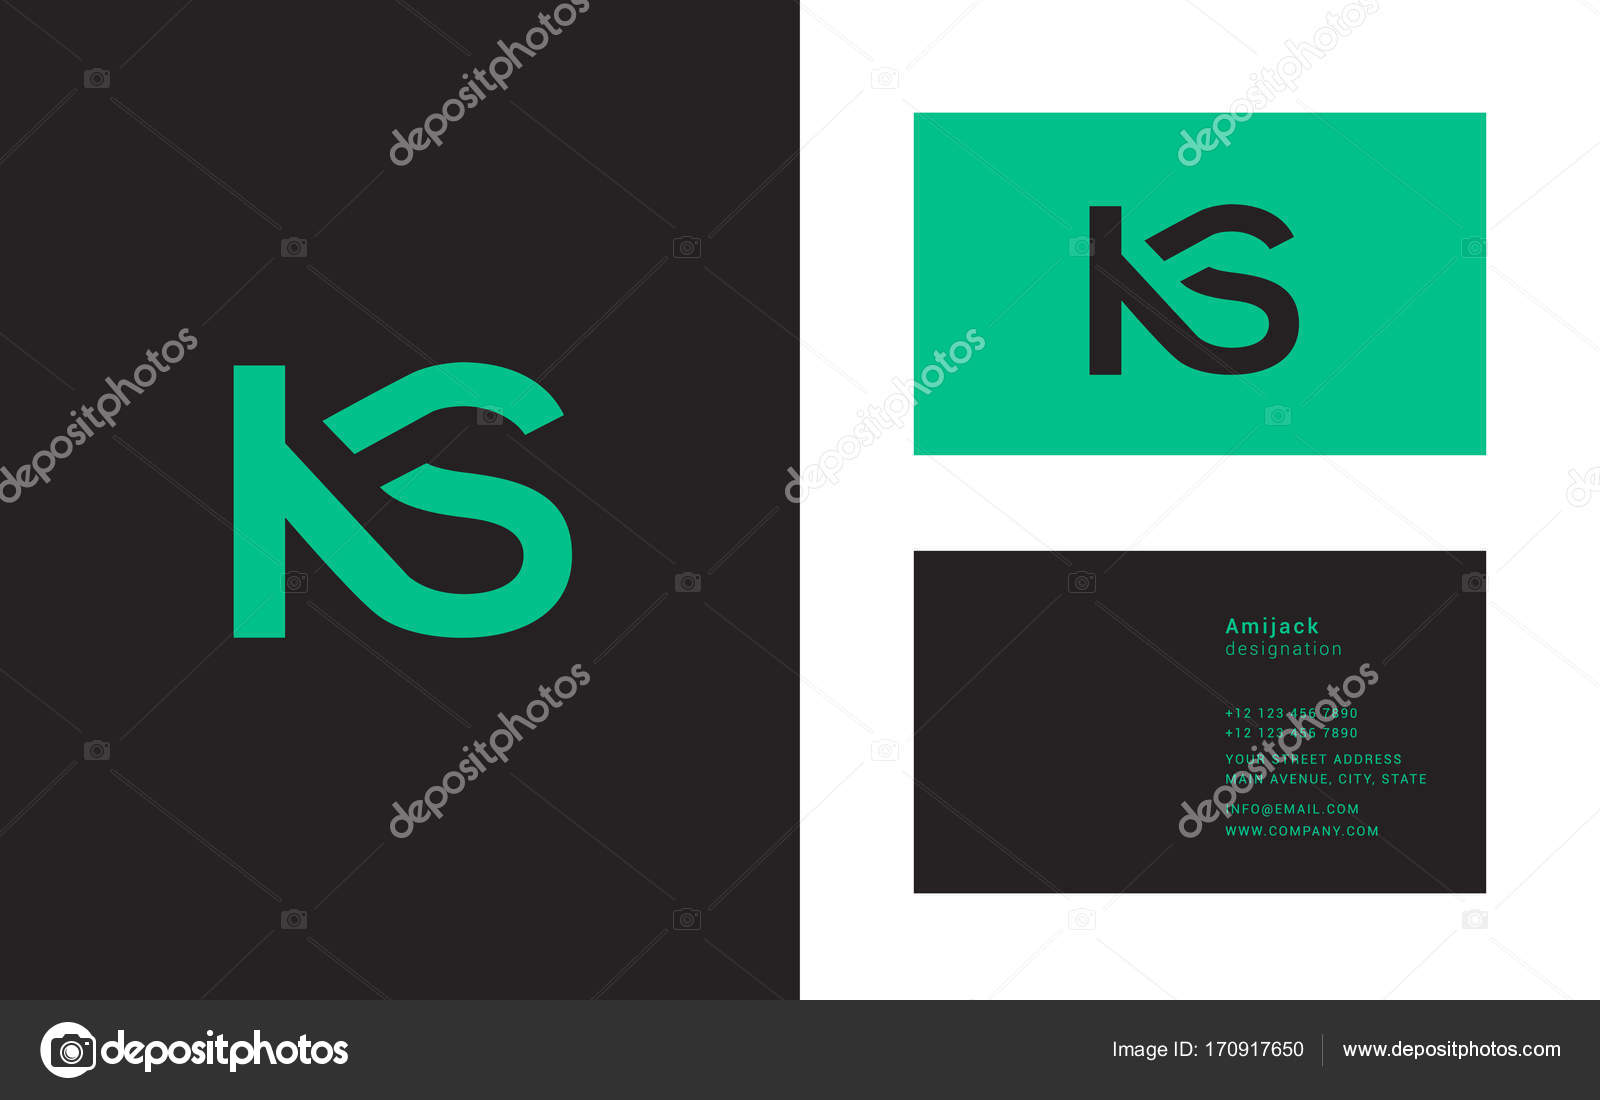 KS
KS
Amijack
designation
+12 123 456 7890
+12 123 456 7890
YOUR STREET ADDRESS
MAIN AVENUE, CITY, STATE
INFO@EMAIL.COM
WWW.COMPANY.COM
depositphotos
depositphotos
depositphotos
depositphotos
depositphotos
depositphotos
depositphotos
Image ID: 170917650 www.depositphotos.com